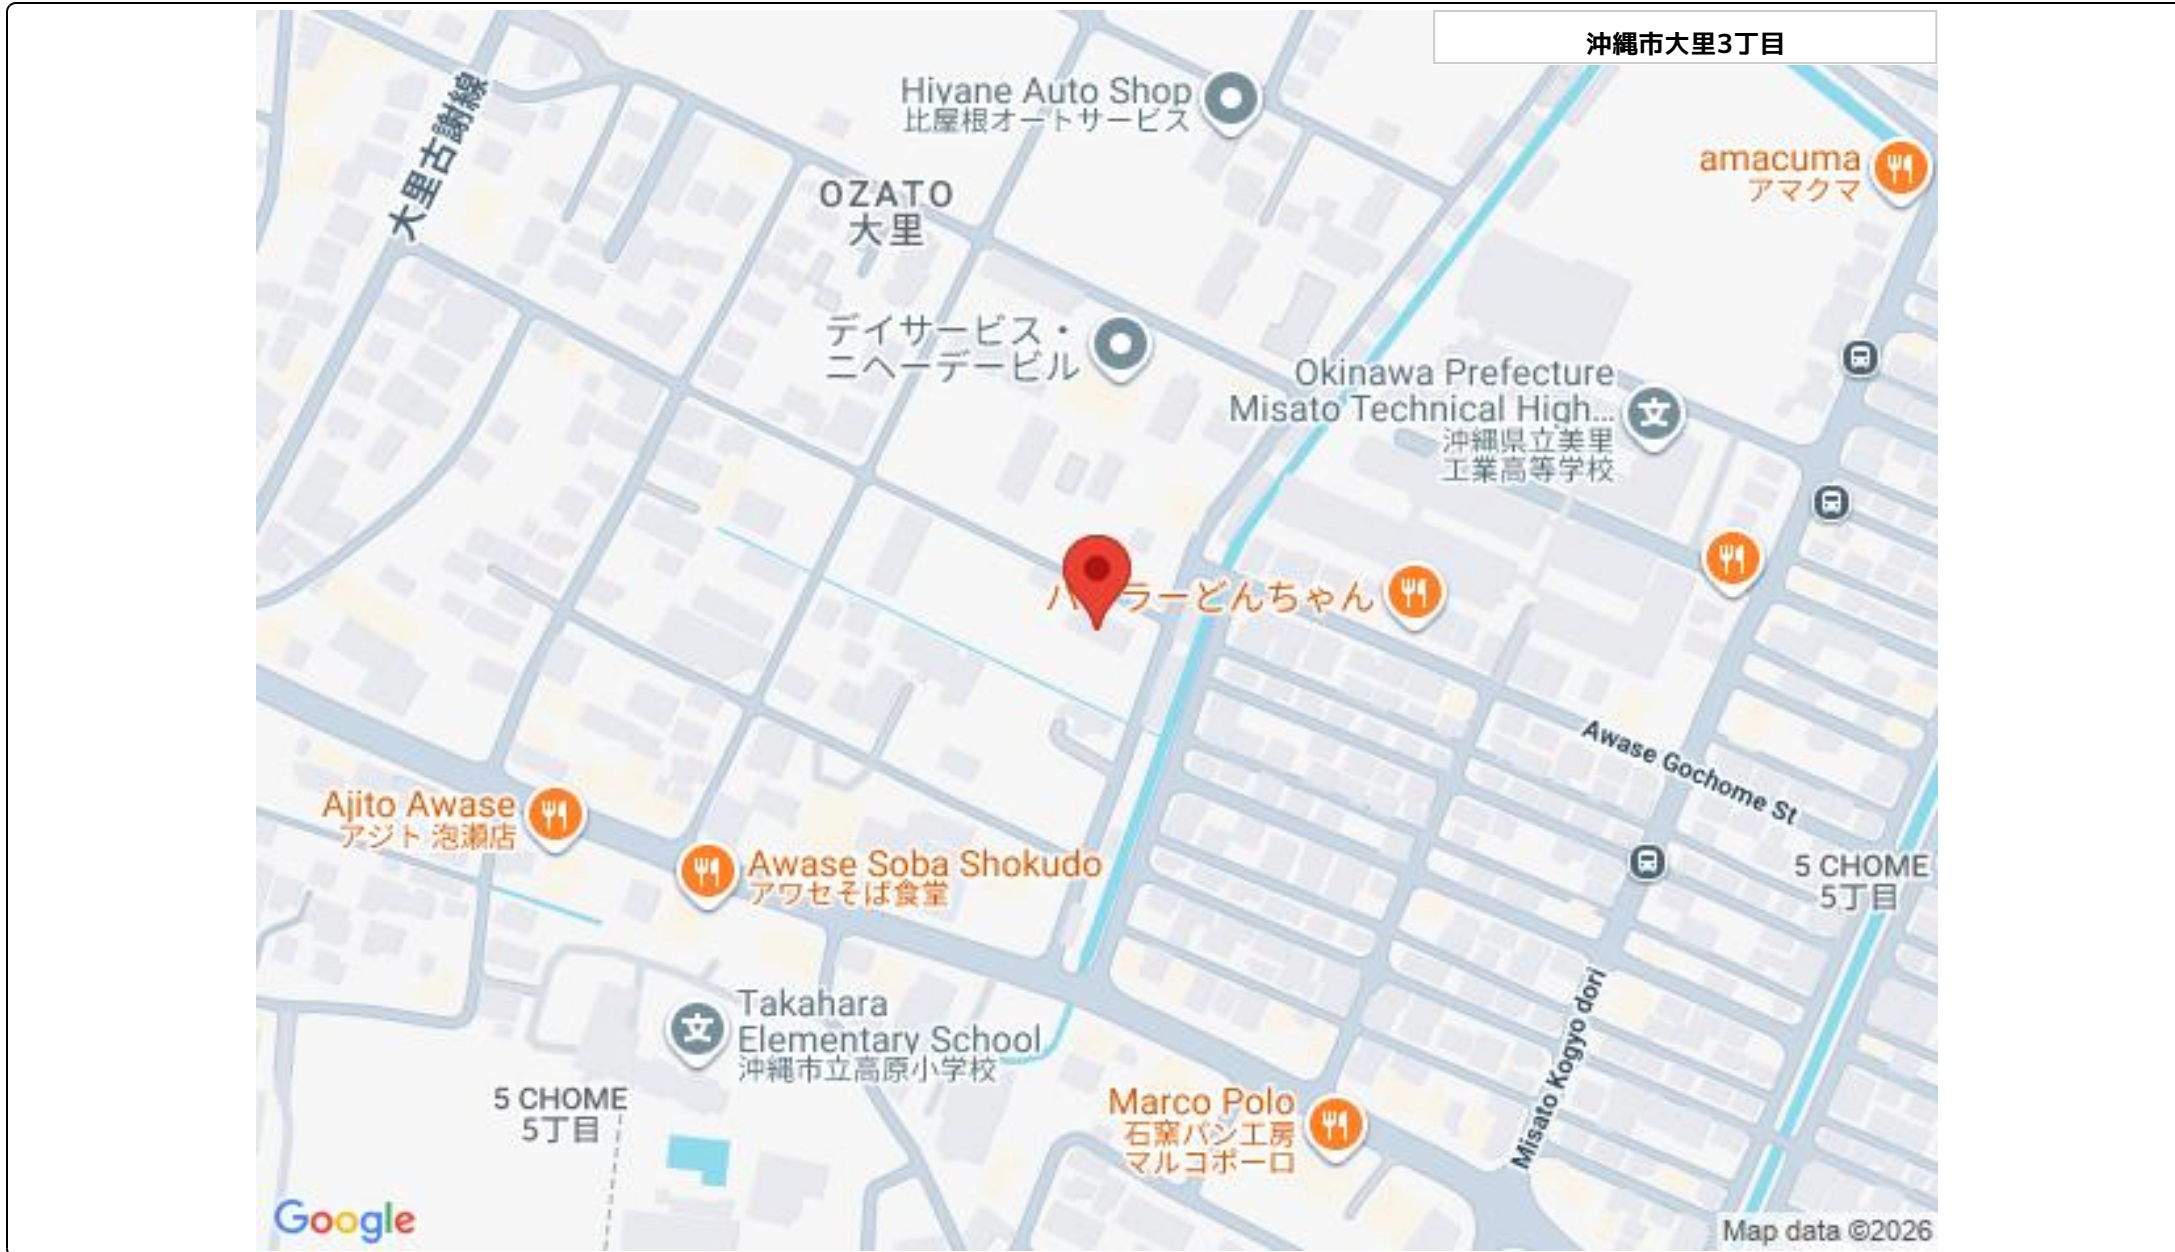 沖縄市大里3丁目
大里古謝線
Hiyane Auto Shop
比屋根オートサービス
amacuma
アマクマ
OZATO
大里
デイサービス・
ニヘーデービル
Okinawa Prefecture
Misato Technical High...
沖縄県立美里
工業高等学校
ラーどんちゃん
Awase Gochome St
Ajito Awase
アジト 泡瀬店
Awase Soba Shokudo
アワセそば食堂
5 CHOME
5丁目
Takahara
Elementary School
沖縄市立高原小学校
Misato Kogyo dori
5 CHOME
5丁目
Marco Polo
石窯パン工房
マルコポーロ
Google
Map data ©2026